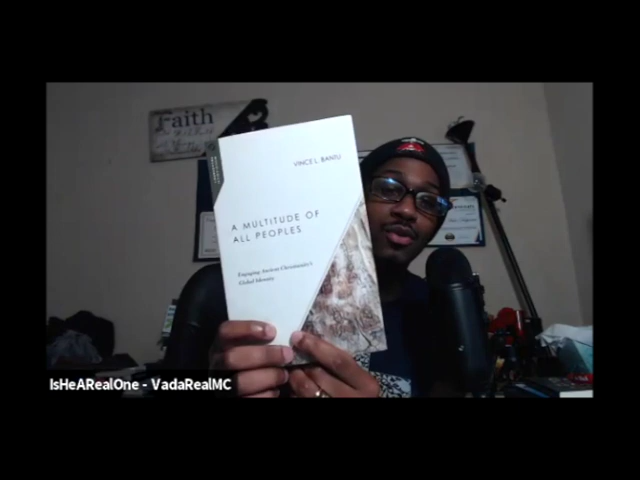 Faith
VINCE L. BANTU
A MULTITUDE OF
ALL PEOPLES
Engaging Ancient Christianity's
Global Identity
IsHeARealOne - VadaRealMC